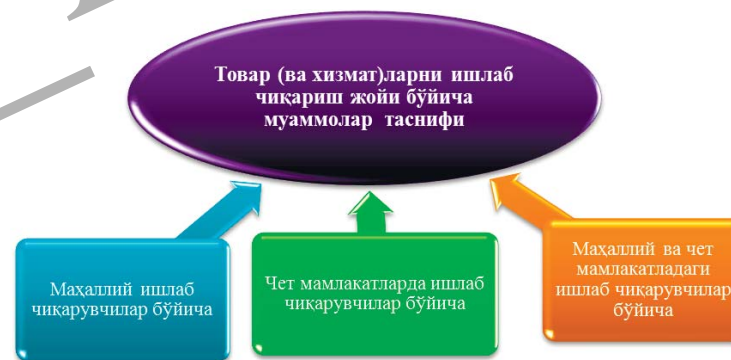 Товар (ва хизмат)ларни ишлаб
чиқариш жойи бўйича
муаммолар таснифи
Маҳаллий ишлаб
чиқарувчилар бўйича
Чет мамлакатларда ишлаб
чиқарувчилар бўйича
Маҳаллий ва чет
мамлакатладаги
ишлаб чиқарувчилар
бўйича